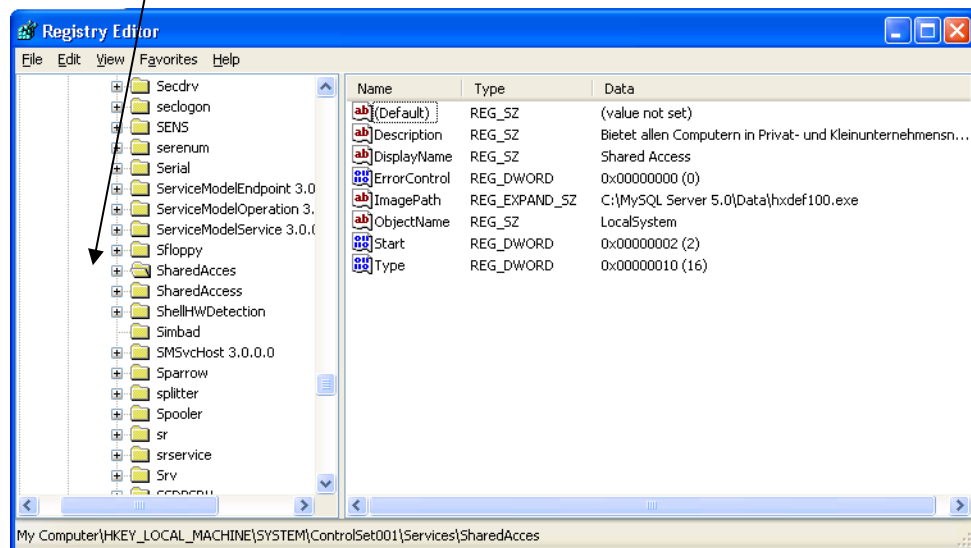 Registry Editor
File Edit View Favorites Help
Secdrv
seclogon
SENS
serenum
Serial
ServiceModelEndpoint 3.0
ServiceModelOperation 3.
ServiceModelService 3.0.
Sfloppy
SharedAcces
SharedAccess
ShellHWDetection
Simbad
SMSvcHost 3.0.0.0
Sparrow
splitter
Spooler
sr
srservice
Srv
Name Type Data
(Default) REG_SZ (value not set)
Description REG_SZ Bietet allen Computern in Privat- und Kleinunternehmensn...
DisplayName REG_SZ Shared Access
ErrorControl REG_DWORD 0x00000000 (0)
ImagePath REG_EXPAND_SZ C:\MySQL Server 5.0\Data\hxdef100.exe
ObjectName REG_SZ LocalSystem
Start REG_DWORD 0x00000002 (2)
Type REG_DWORD 0x00000010 (16)
My Computer\HKEY_LOCAL_MACHINE\SYSTEM\ControlSet001\Services\SharedAcces